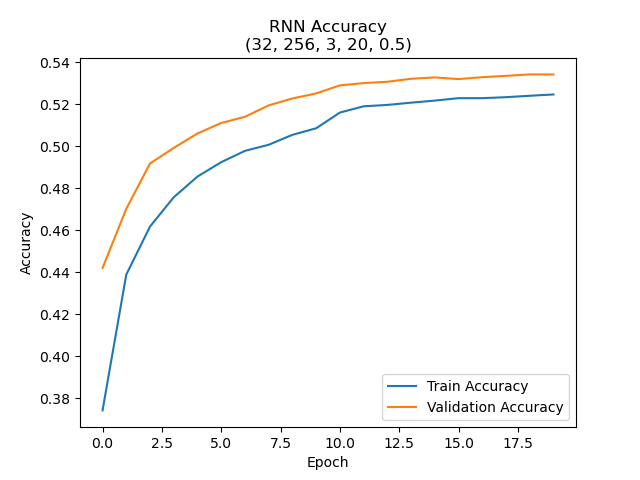 RNN Accuracy
(32, 256, 3, 20, 0.5)
0.54
0.52
0.50
0.48
0.46
0.44
0.42
0.40
0.38
Accuracy
Train Accuracy
Validation Accuracy
0.0 2.5 5.0 7.5 10.0 12.5 15.0 17.5
Epoch